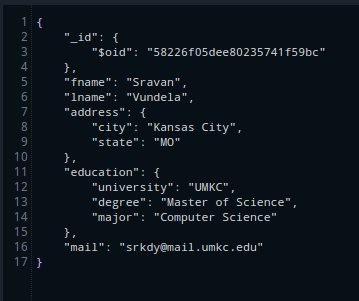 1 {
2     "_id": {
3         "$oid": "58226f05dee80235741f59bc"
4     },
5     "fname": "Sravan",
6     "lname": "Vundela",
7     "address": {
8         "city": "Kansas City",
9         "state": "MO"
10     },
11     "education": {
12         "university": "UMKC",
13         "degree": "Master of Science",
14         "major": "Computer Science"
15     },
16     "mail": "srkdy@mail.umkc.edu"
17 }